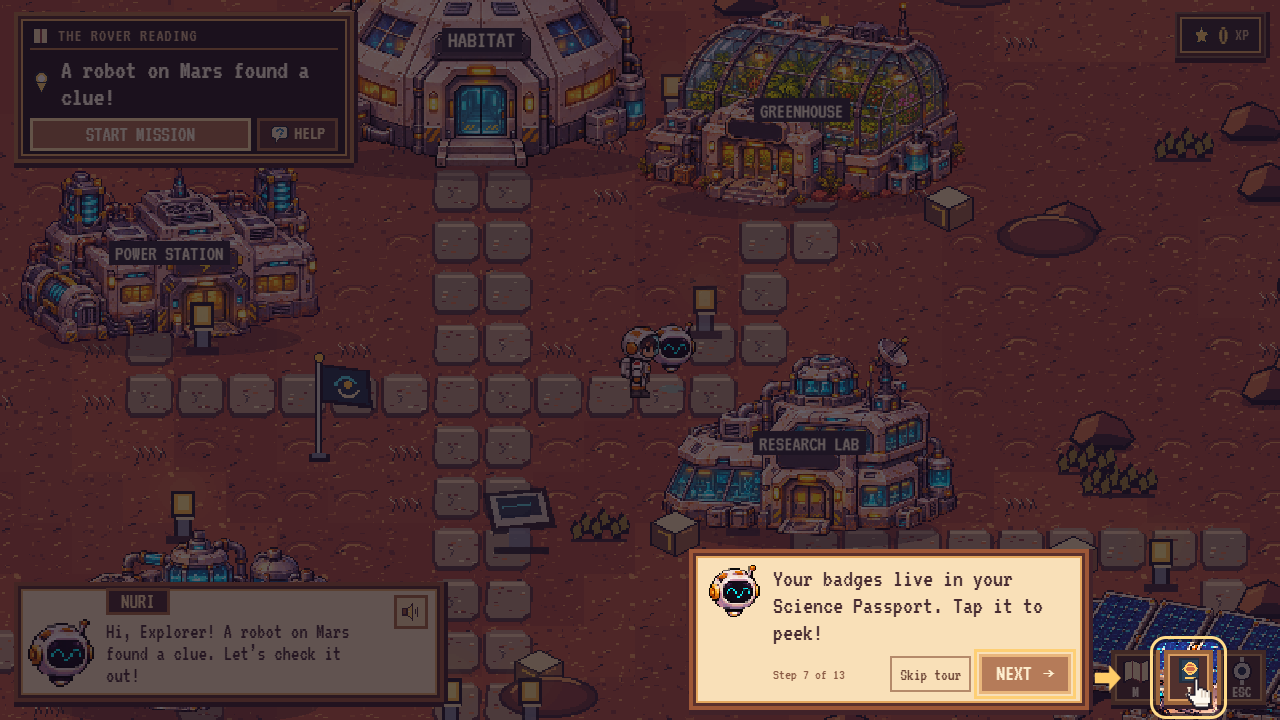 THE ROVER READING
A robot on Mars found a
clue!
START MISSION
HELP
0 XP
HABITAT
GREENHOUSE
POWER STATION
RESEARCH LAB
NURI
Hi, Explorer! A robot on Mars
found a clue. Let's check it
out!
Your badges live in your
Science Passport. Tap it to
peek!
Step 7 of 13
Skip tour
NEXT →
M
ESC